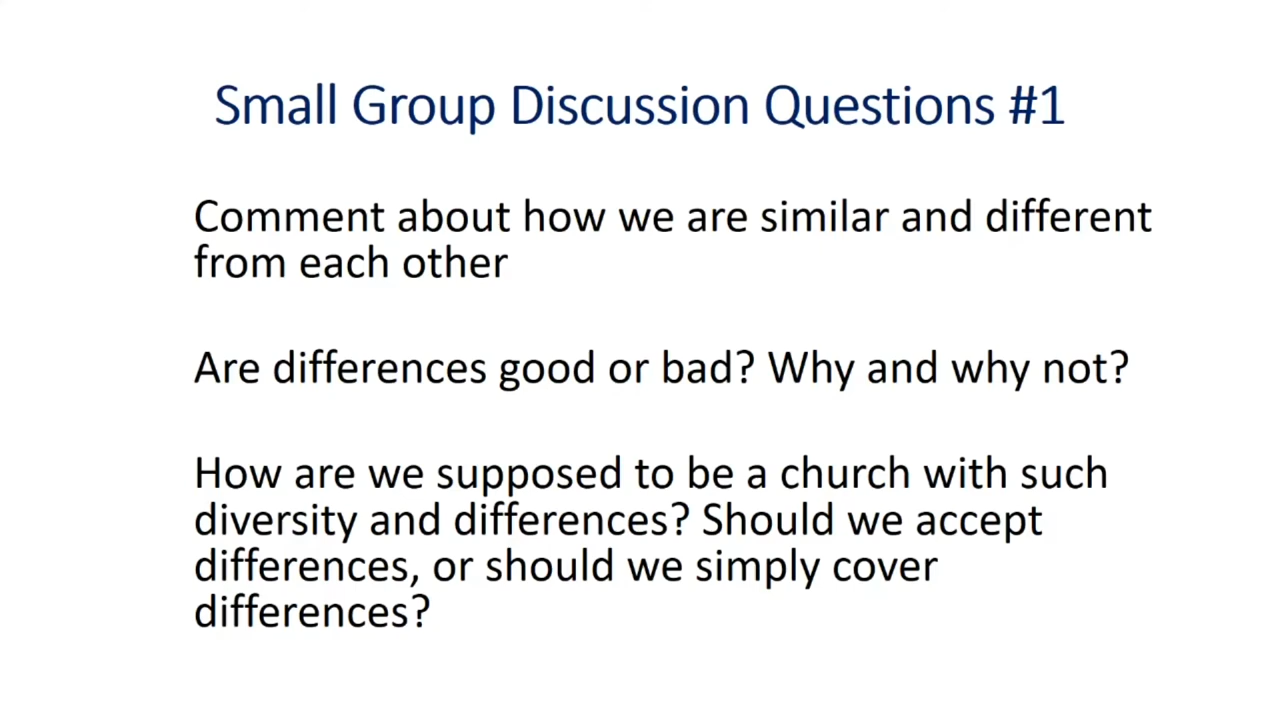 Small Group Discussion Questions #1
Comment about how we are similar and different
from each other
Are differences good or bad? Why and why not?
How are we supposed to be a church with such
diversity and differences? Should we accept
differences, or should we simply cover
differences?